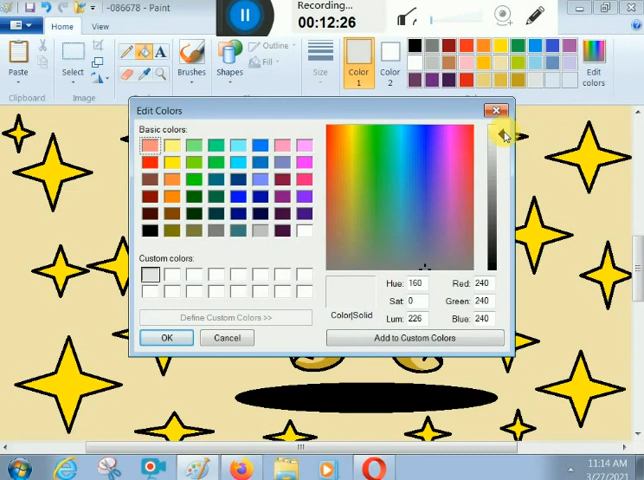 Recording...
00:12:26
-086678 - Paint
Home
View
Paste
Select
A
Brushes
Shapes
Outline
Fill
Size
Color
1
Color
2
Edit
colors
Clipboard
Image
Edit Colors
Basic colors:
Custom colors:
Define Custom Colors >>
OK
Cancel
Color|Solid
Hue: 160
Sat: 0
Lum: 226
Red: 240
Green: 240
Blue: 240
Add to Custom Colors
11:14 AM
3/27/2021